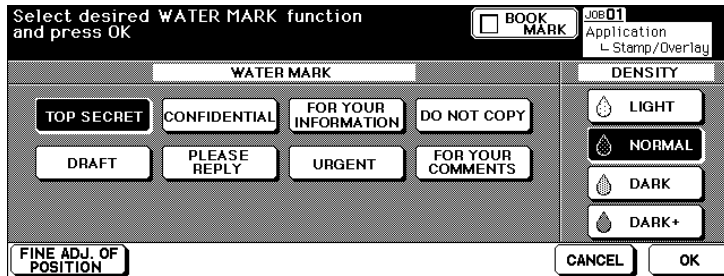 Select desired WATER MARK function
and press OK
BOOK
MARK
JOB01
Application
Stamp/Overlay
WATER MARK
DENSITY
TOP SECRET
CONFIDENTIAL
FOR YOUR
INFORMATION
DO NOT COPY
DRAFT
PLEASE
REPLY
URGENT
FOR YOUR
COMMENTS
LIGHT
NORMAL
DARK
DARK+
FINE ADJ. OF
POSITION
CANCEL
OK